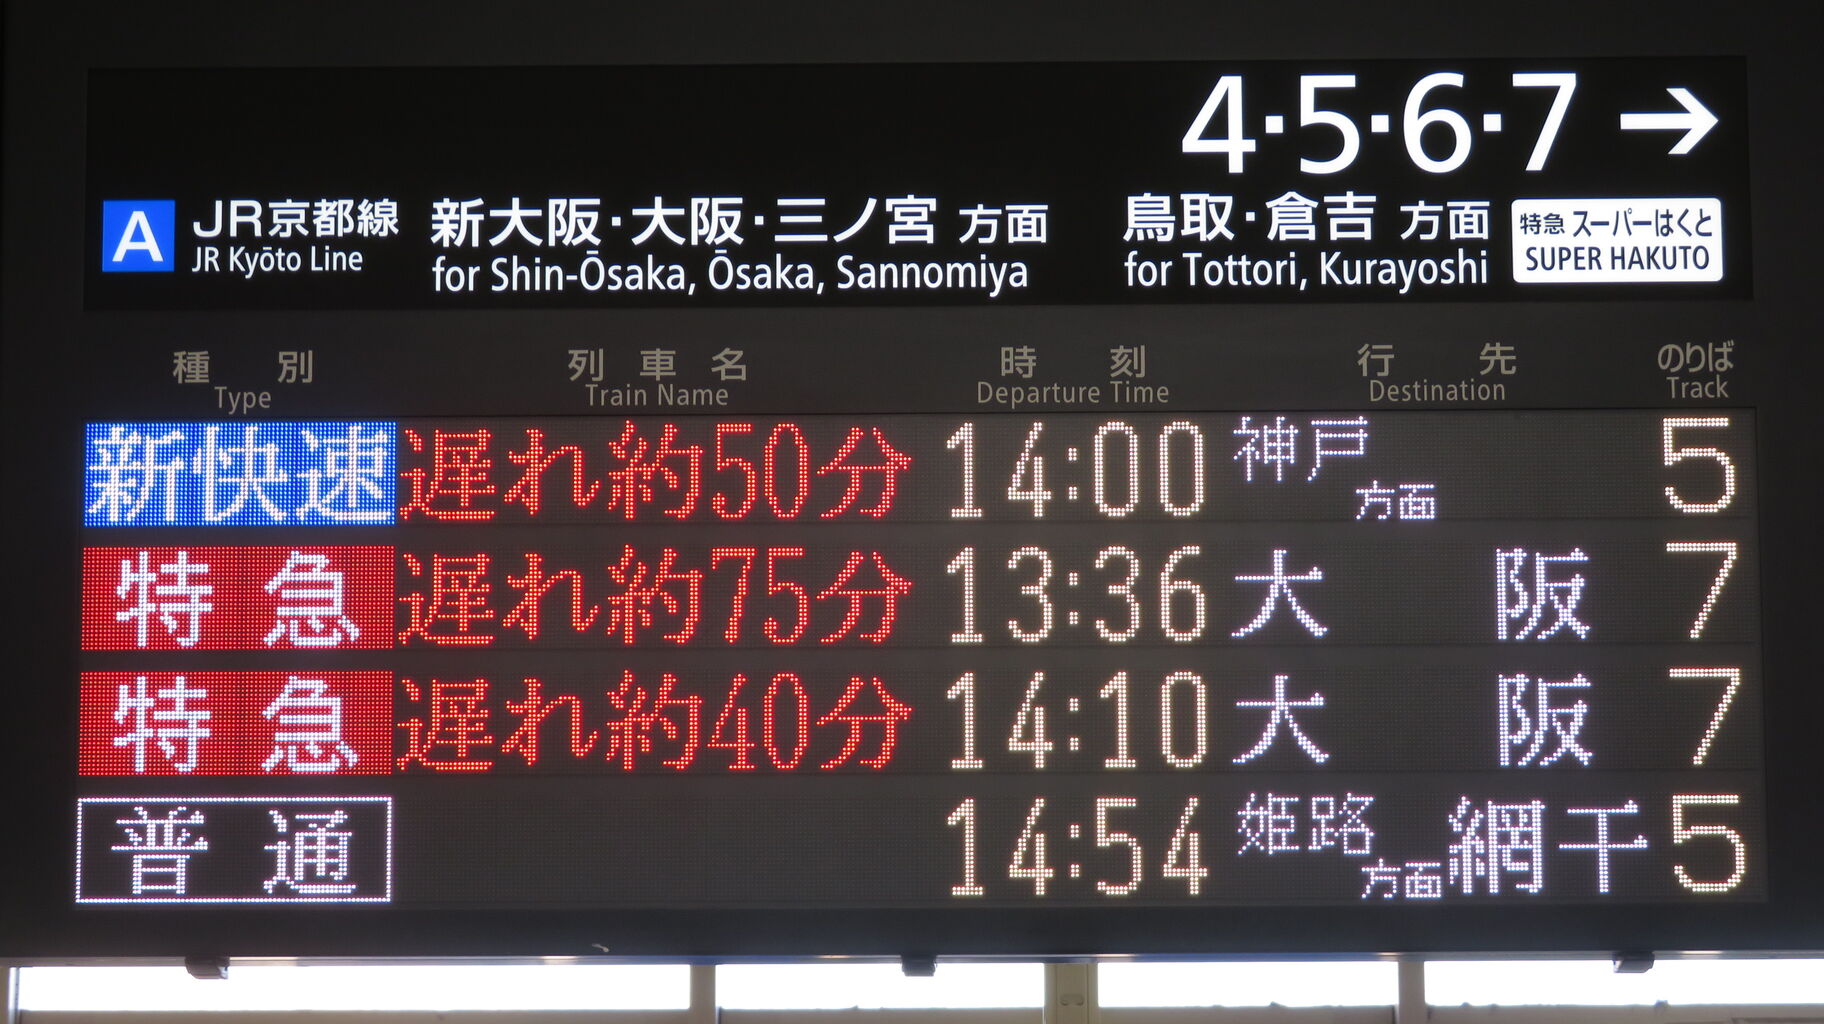 4・5・6・7 →
A JR京都線 新大阪・大阪・三ノ宮 方面 鳥取・倉吉 方面 特急 スーパーはくと
JR Kyōto Line for Shin-Ōsaka, Ōsaka, Sannomiya for Tottori, Kurayoshi SUPER HAKUTO
種別 列車名 時刻 行先 のりば
Type Train Name Departure Time Destination Track
新快速 遅れ約50分 14:00 神戸方面 5
特急 遅れ約75分 13:36 大阪 7
特急 遅れ約40分 14:10 大阪 7
普通 14:54 姫路方面 網干 5